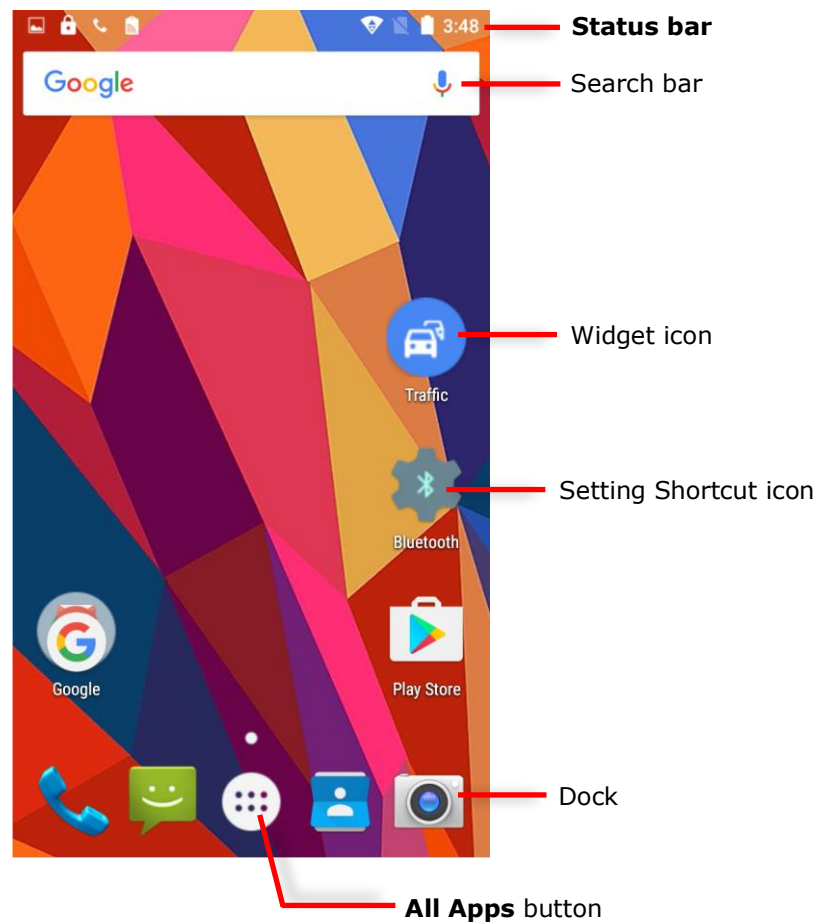 3:48
Status bar
Google
Search bar
Widget icon
Traffic
Setting Shortcut icon
Bluetooth
Google
Play Store
Dock
All Apps button